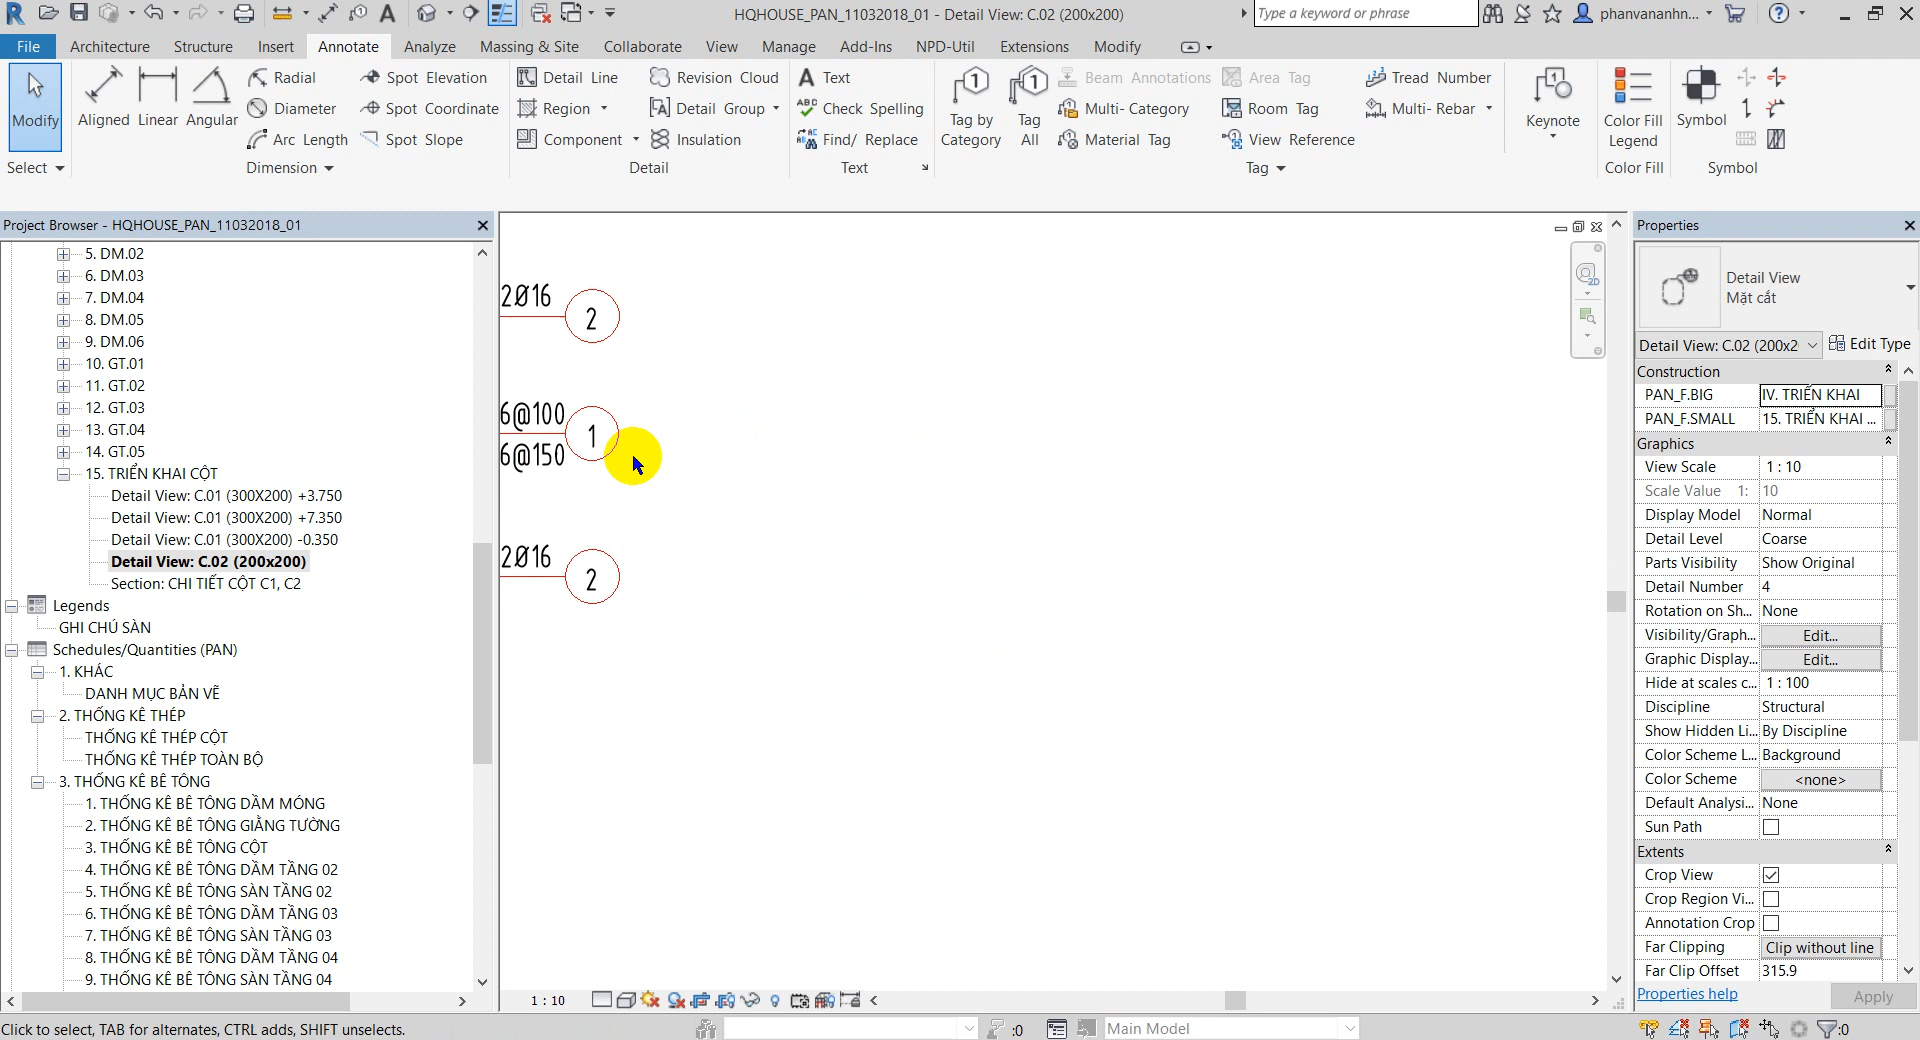 HQHOUSE_PAN_11032018_01 - Detail View: C.02 (200x200)
Type a keyword or phrase
phanvananhn...
File Architecture Structure Insert Annotate Analyze Massing & Site Collaborate View Manage Add-Ins NPD-Util Extensions Modify
Modify
Aligned Linear Angular
Radial
Diameter
Arc Length
Spot Elevation
Spot Coordinate
Spot Slope
Detail Line
Region
Component
Revision Cloud
Detail Group
Insulation
A Text
ABC Check Spelling
Find/ Replace
Tag by Category
Tag All
Beam Annotations
Multi- Category
Material Tag
Area Tag
Room Tag
View Reference
Tread Number
Multi- Rebar
Keynote
Color Fill Legend
Symbol
Select Dimension Detail Text Tag Color Fill Symbol
Project Browser - HQHOUSE_PAN_11032018_01
5. DM.02
6. DM.03
7. DM.04
8. DM.05
9. DM.06
10. GT.01
11. GT.02
12. GT.03
13. GT.04
14. GT.05
15. TRIỂN KHAI CỘT
Detail View: C.01 (300X200) +3.750
Detail View: C.01 (300X200) +7.350
Detail View: C.01 (300X200) -0.350
Detail View: C.02 (200x200)
Section: CHI TIẾT CỘT C1, C2
Legends
GHI CHÚ SÀN
Schedules/Quantities (PAN)
1. KHÁC
DANH MỤC BẢN VẼ
2. THỐNG KÊ THÉP
THỐNG KÊ THÉP CỘT
THỐNG KÊ THÉP TOÀN BỘ
3. THỐNG KÊ BÊ TÔNG
1. THỐNG KÊ BÊ TÔNG DẦM MÓNG
2. THỐNG KÊ BÊ TÔNG GIẰNG TƯỜNG
3. THỐNG KÊ BÊ TÔNG CỘT
4. THỐNG KÊ BÊ TÔNG DẦM TẦNG 02
5. THỐNG KÊ BÊ TÔNG SÀN TẦNG 02
6. THỐNG KÊ BÊ TÔNG DẦM TẦNG 03
7. THỐNG KÊ BÊ TÔNG SÀN TẦNG 03
8. THỐNG KÊ BÊ TÔNG DẦM TẦNG 04
9. THỐNG KÊ BÊ TÔNG SÀN TẦNG 04
2Ø16 2
6@100 1
6@150
2Ø16 2
2D
1 : 10
Properties
Detail View
Mặt cắt
Detail View: C.02 (200x2 Edit Type
Construction
PAN_F.BIG IV. TRIỂN KHAI
PAN_F.SMALL 15. TRIỂN KHAI ...
Graphics
View Scale 1 : 10
Scale Value 1: 10
Display Model Normal
Detail Level Coarse
Parts Visibility Show Original
Detail Number 4
Rotation on Sh... None
Visibility/Graph... Edit...
Graphic Display... Edit...
Hide at scales c... 1 : 100
Discipline Structural
Show Hidden Li... By Discipline
Color Scheme L... Background
Color Scheme <none>
Default Analysi... None
Sun Path
Extents
Crop View
Crop Region Vi...
Annotation Crop
Far Clipping Clip without line
Far Clip Offset 315.9
Properties help Apply
Click to select, TAB for alternates, CTRL adds, SHIFT unselects. :0 Main Model :0